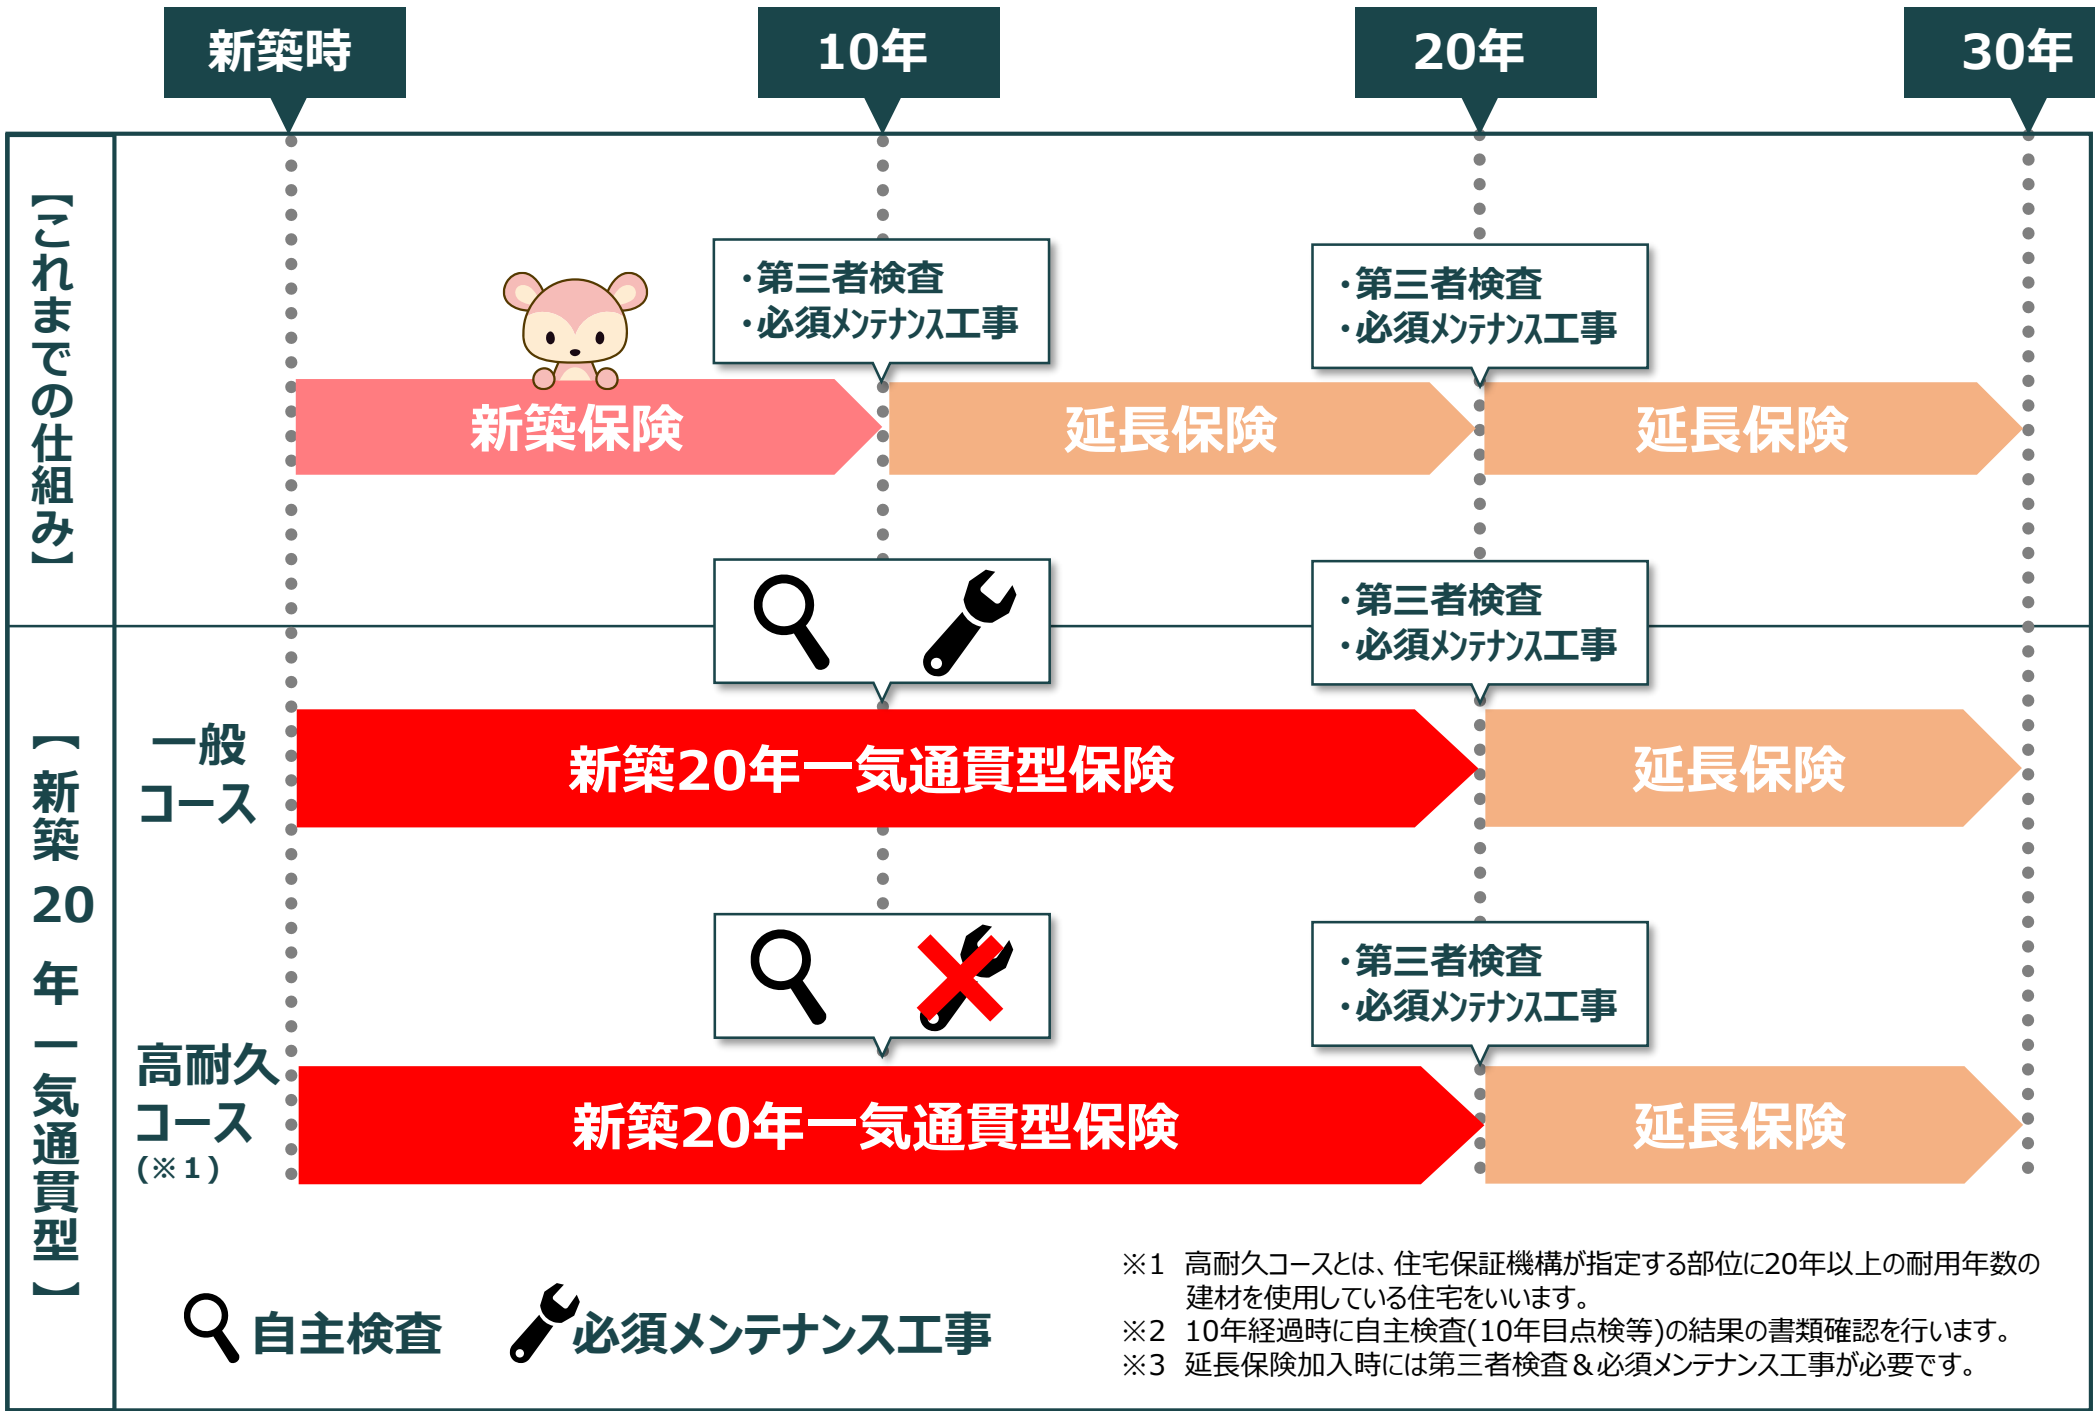 新築時
10年
20年
30年
【これまでの仕組み】
・第三者検査
・必須メンテナンス工事
・第三者検査
・必須メンテナンス工事
新築保険
延長保険
延長保険
【新築20年一気通貫型】
一般
コース
・第三者検査
・必須メンテナンス工事
新築20年一気通貫型保険
延長保険
高耐久
コース
(※1)
・第三者検査
・必須メンテナンス工事
新築20年一気通貫型保険
延長保険
自主検査
必須メンテナンス工事
※1 高耐久コースとは、住宅保証機構が指定する部位に20年以上の耐用年数の
建材を使用している住宅をいいます。
※2 10年経過時に自主検査(10年目点検等)の結果の書類確認を行います。
※3 延長保険加入時には第三者検査＆必須メンテナンス工事が必要です。